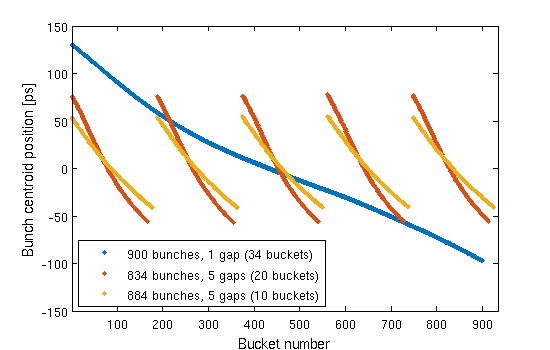 150
100
50
0
-50
-100
-150
Bunch centroid position [ps]
900 bunches, 1 gap (34 buckets)
834 bunches, 5 gaps (20 buckets)
884 bunches, 5 gaps (10 buckets)
100 200 300 400 500 600 700 800 900
Bucket number